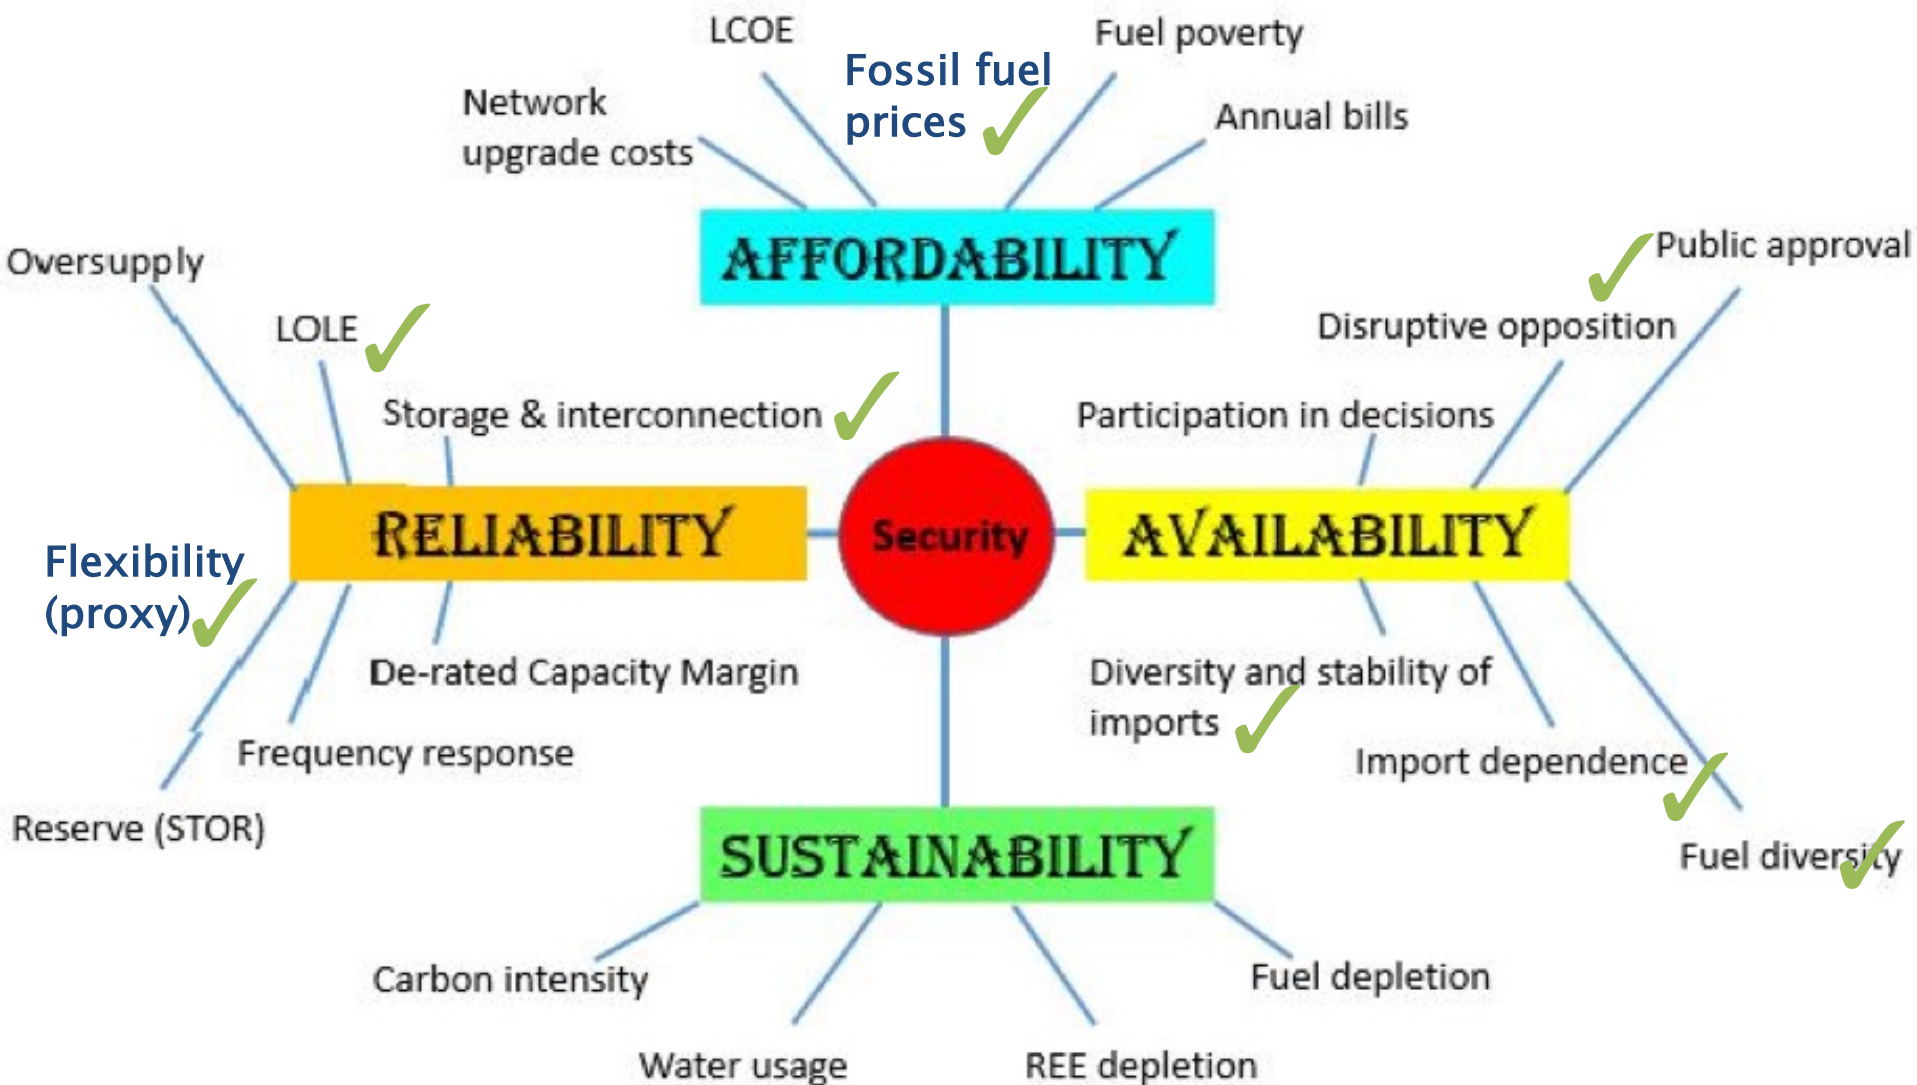 LCOE
Fuel poverty
Fossil fuel
prices
Network
upgrade costs
Annual bills
AFFORDABILITY
Oversupply
LOLE
Storage & interconnection
Public approval
Disruptive opposition
Participation in decisions
RELIABILITY
Security
AVAILABILITY
Flexibility
(proxy)
De-rated Capacity Margin
Frequency response
Reserve (STOR)
Diversity and stability of
imports
Import dependence
Fuel diversity
SUSTAINABILITY
Carbon intensity
Water usage
REE depletion
Fuel depletion